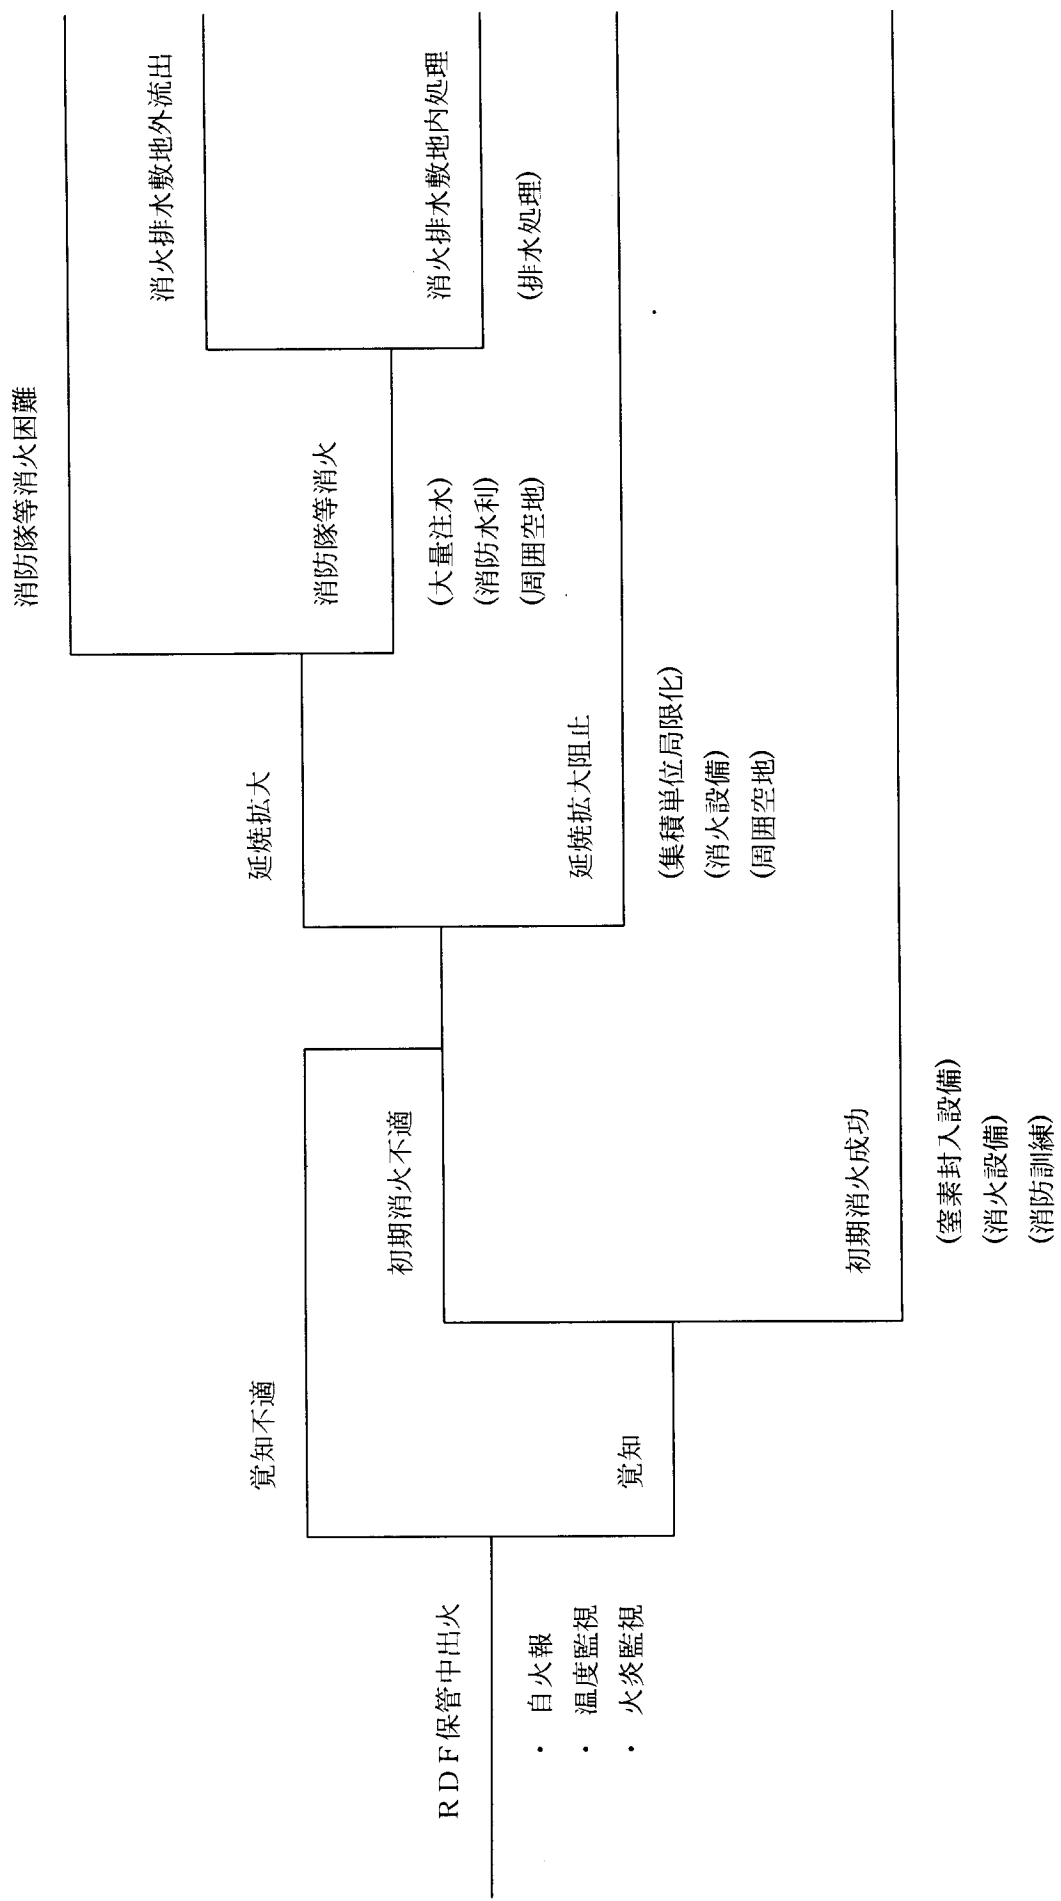 RDF保管中出火
・ 自火報
・ 温度監視
・ 火炎監視
覚知不適
覚知
初期消火不適
初期消火成功
(窒素封入設備)
(消火設備)
(消防訓練)
延焼拡大
延焼拡大阻止
(集積単位局限化)
(消火設備)
(周囲空地)
消防隊等消火困難
消防隊等消火
(大量注水)
(消防水利)
(周囲空地)
消火排水敷地外流出
消火排水敷地内処理
(排水処理)